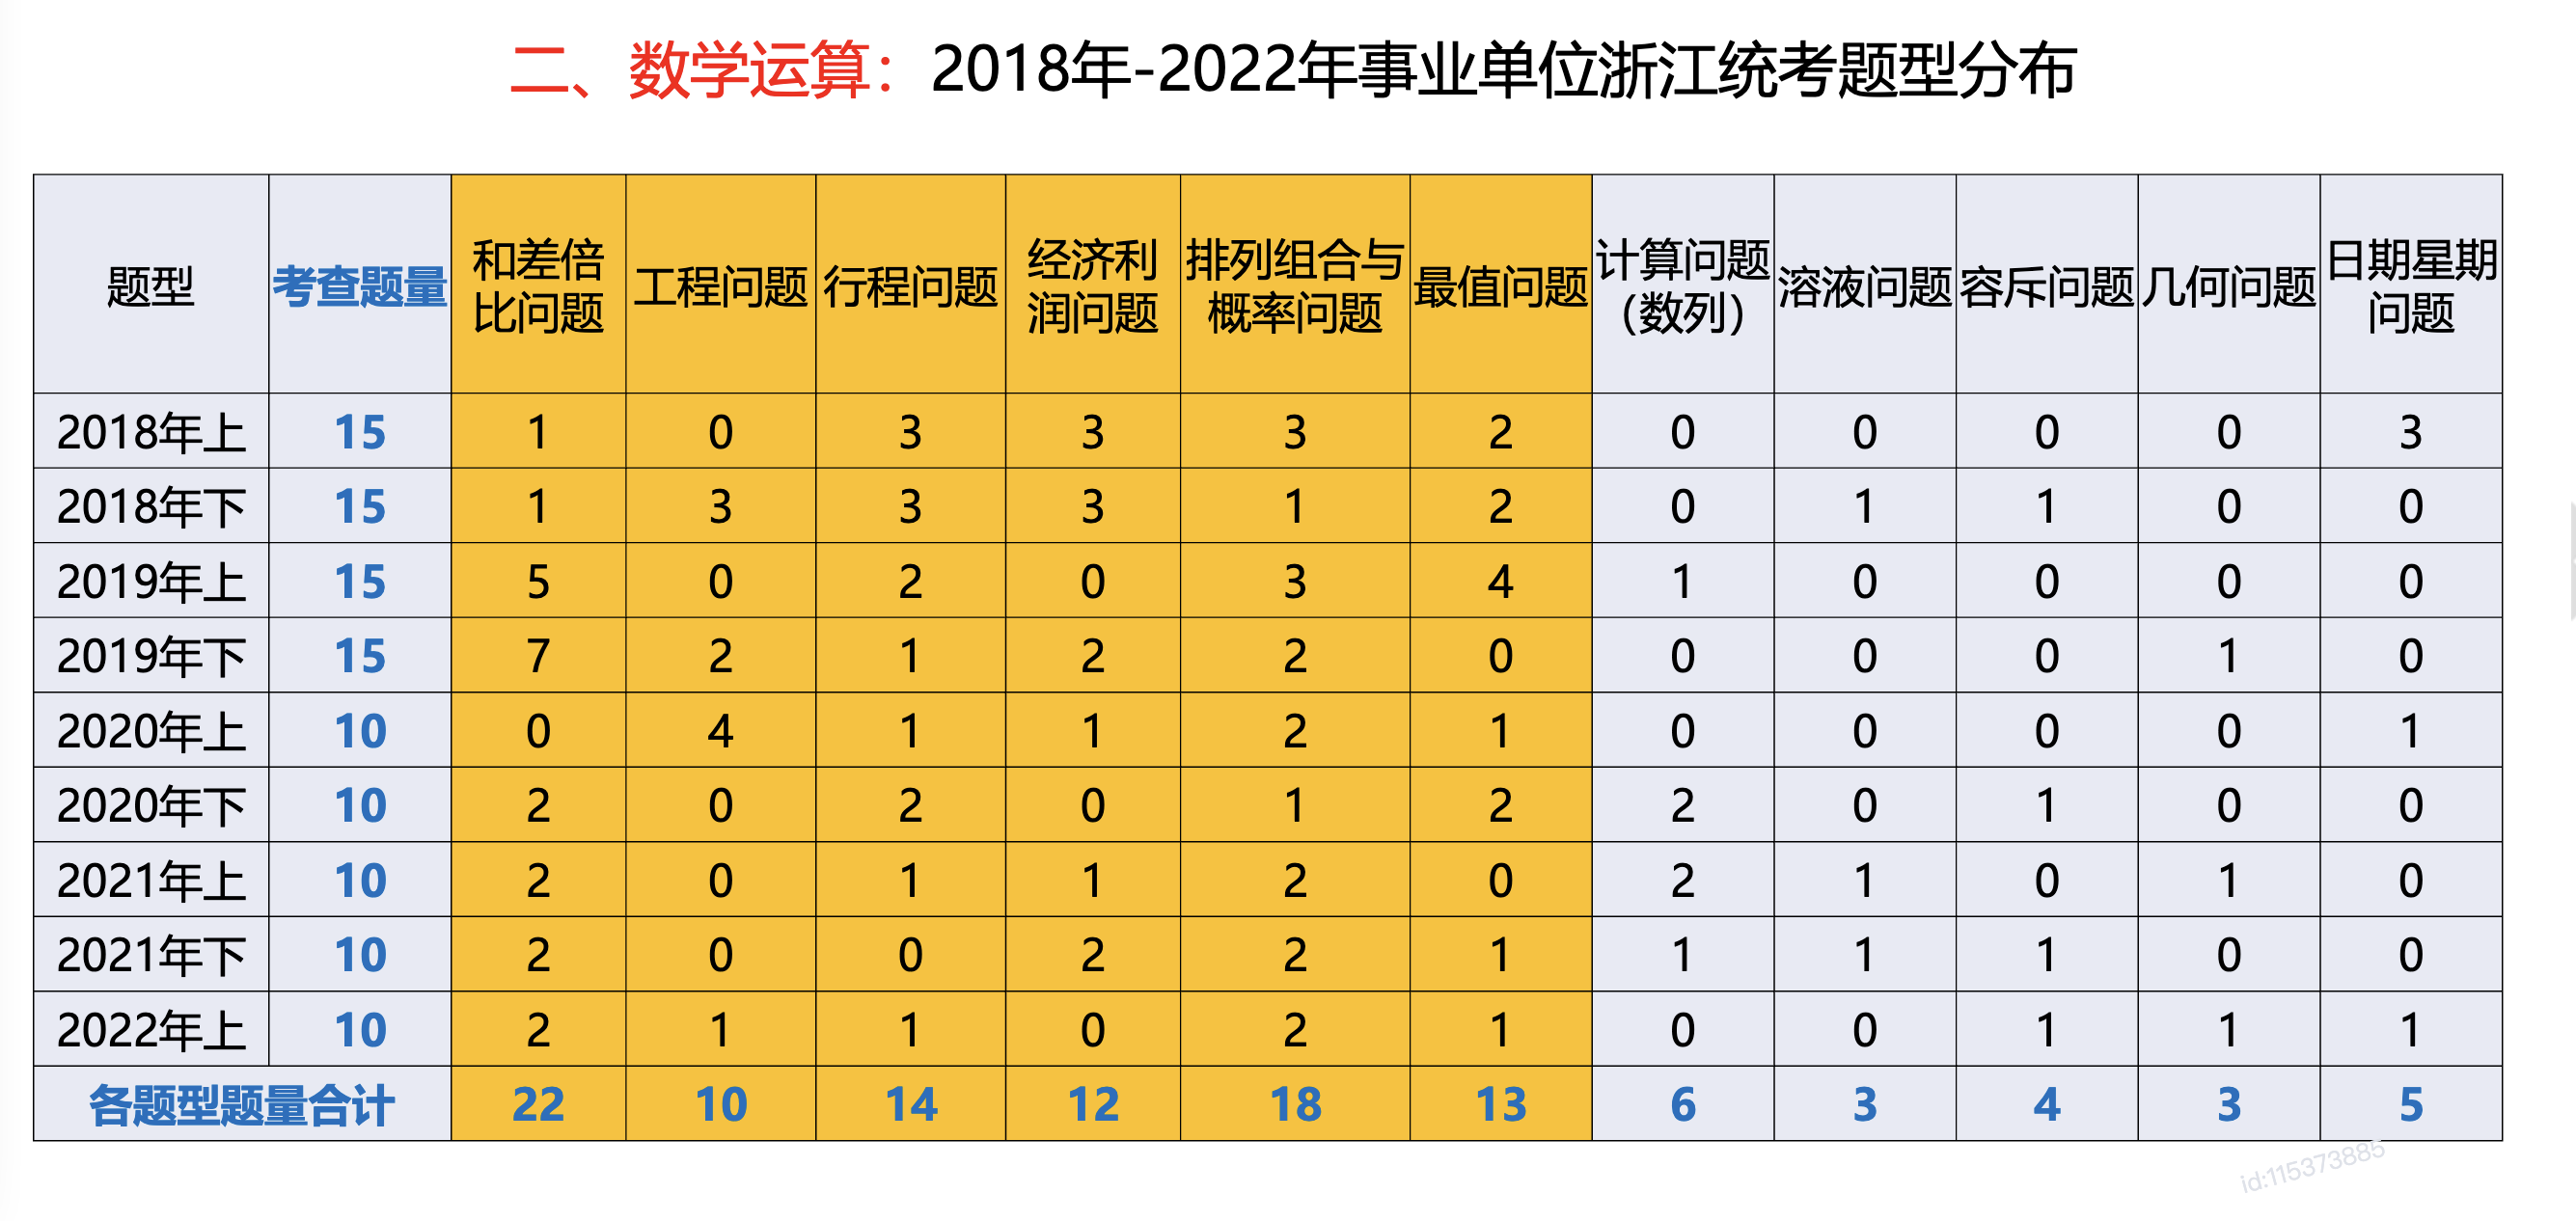 二、数学运算：2018年-2022年事业单位浙江统考题型分布
题型 考查题量 和差倍比问题 工程问题 行程问题 经济利润问题 排列组合与概率问题 最值问题 计算问题（数列） 溶液问题 容斥问题 几何问题 日期星期问题
2018年上 15 1 0 3 3 3 2 0 0 0 0 3
2018年下 15 1 3 3 3 1 2 0 1 1 0 0
2019年上 15 5 0 2 0 3 4 1 0 0 0 0
2019年下 15 7 2 1 2 2 0 0 0 0 1 0
2020年上 10 0 4 1 1 2 1 0 0 0 0 1
2020年下 10 2 0 2 0 1 2 2 0 1 0 0
2021年上 10 2 0 1 1 2 0 2 1 0 1 0
2021年下 10 2 0 0 2 2 1 1 1 1 0 0
2022年上 10 2 1 1 0 2 1 0 0 1 1 1
各题型题量合计 22 10 14 12 18 13 6 3 4 3 5
id:115373885